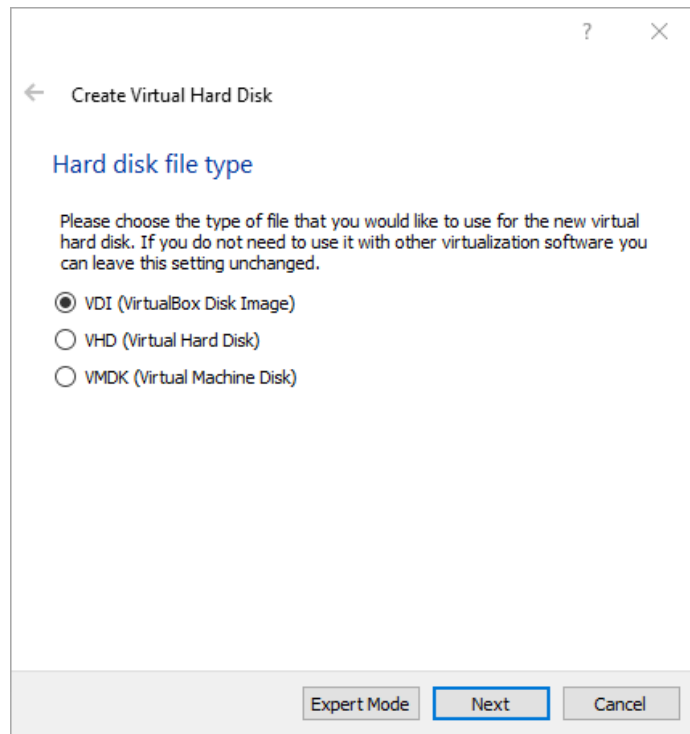 ?
Create Virtual Hard Disk
Hard disk file type
Please choose the type of file that you would like to use for the new virtual
hard disk. If you do not need to use it with other virtualization software you
can leave this setting unchanged.
VDI (VirtualBox Disk Image)
VHD (Virtual Hard Disk)
VMDK (Virtual Machine Disk)
Expert Mode Next Cancel